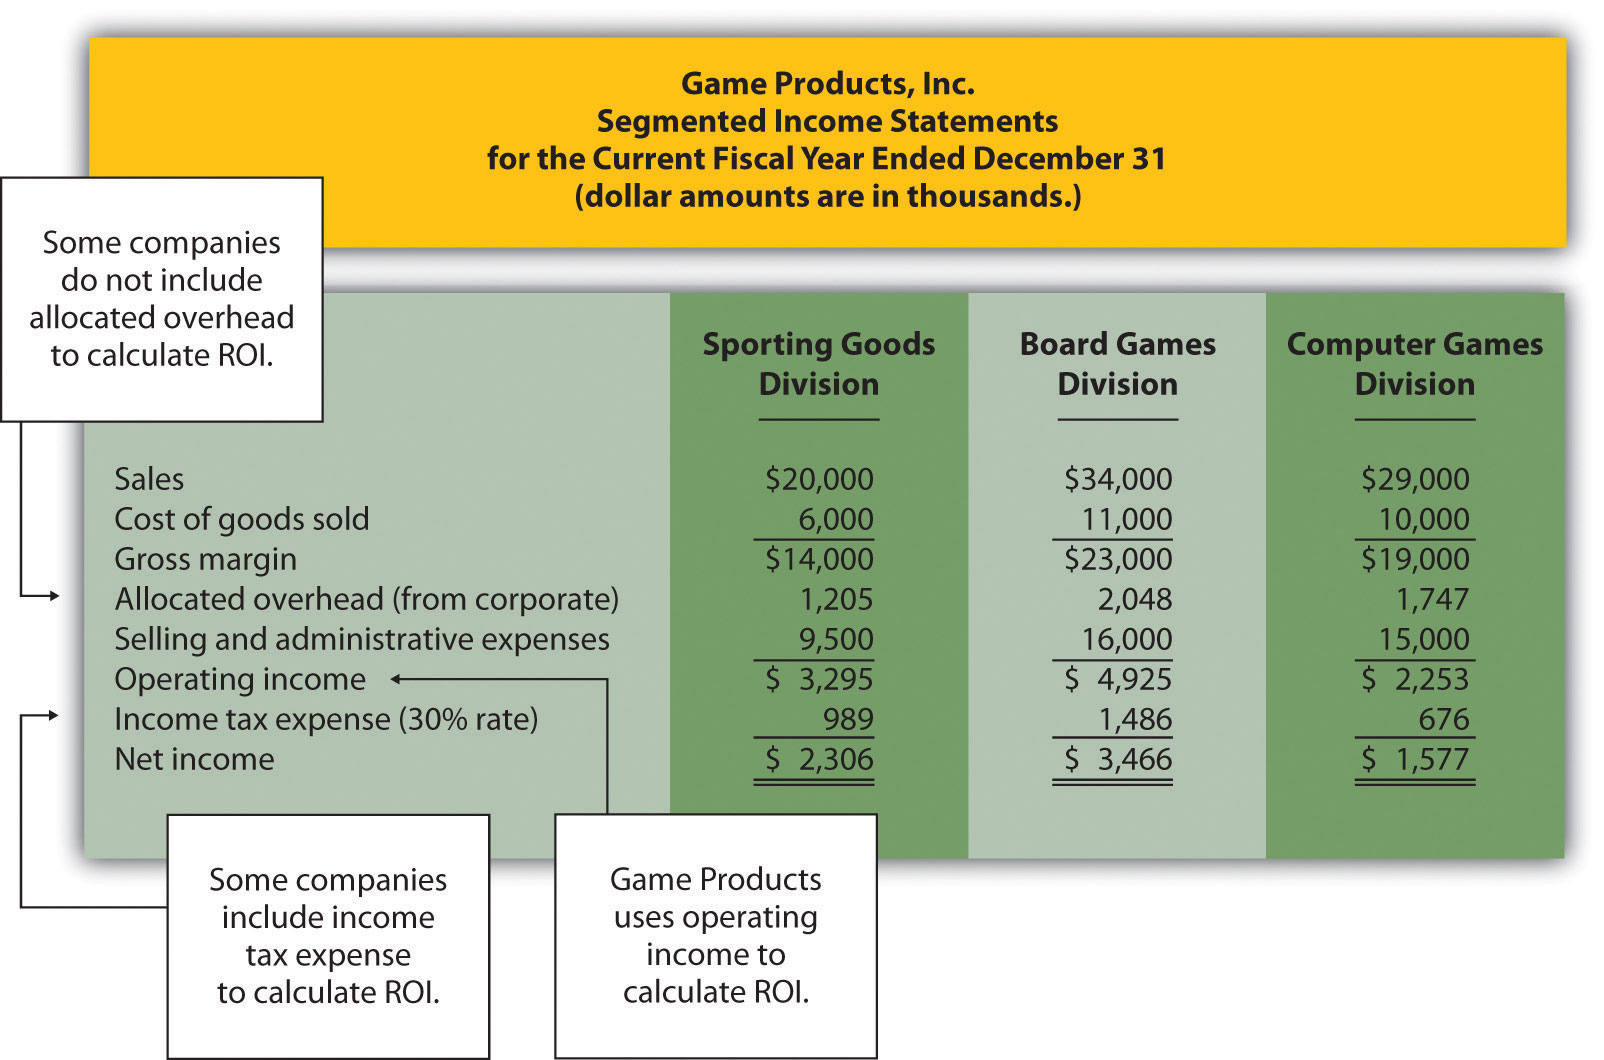 Game Products, Inc.
Segmented Income Statements
for the Current Fiscal Year Ended December 31
(dollar amounts are in thousands.)
Some companies
do not include
allocated overhead
to calculate ROI.
Sporting Goods Division
Board Games Division
Computer Games Division
Sales $20,000 $34,000 $29,000
Cost of goods sold 6,000 11,000 10,000
Gross margin $14,000 $23,000 $19,000
Allocated overhead (from corporate) 1,205 2,048 1,747
Selling and administrative expenses 9,500 16,000 15,000
Operating income $ 3,295 $ 4,925 $ 2,253
Income tax expense (30% rate) 989 1,486 676
Net income $ 2,306 $ 3,466 $ 1,577
Some companies
include income
tax expense
to calculate ROI.
Game Products
uses operating
income to
calculate ROI.